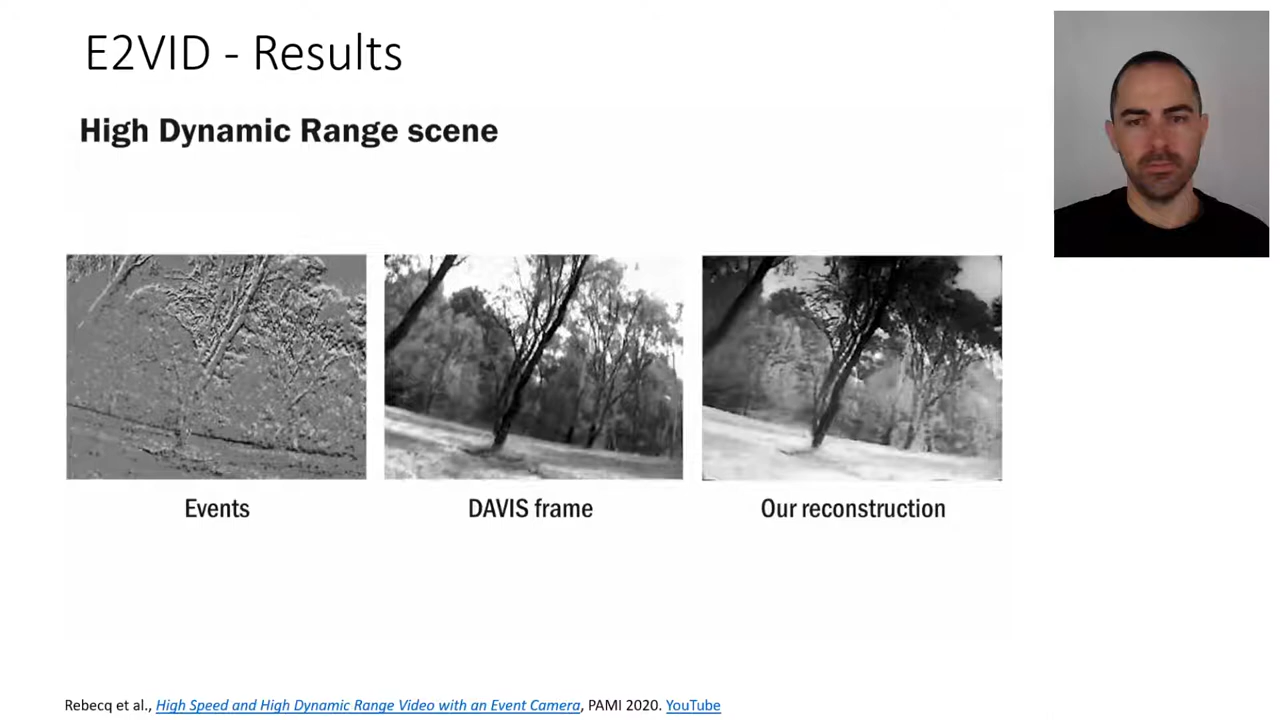 E2VID - Results
High Dynamic Range scene
Events
DAVIS frame
Our reconstruction
Rebecq et al., High Speed and High Dynamic Range Video with an Event Camera, PAMI 2020. YouTube